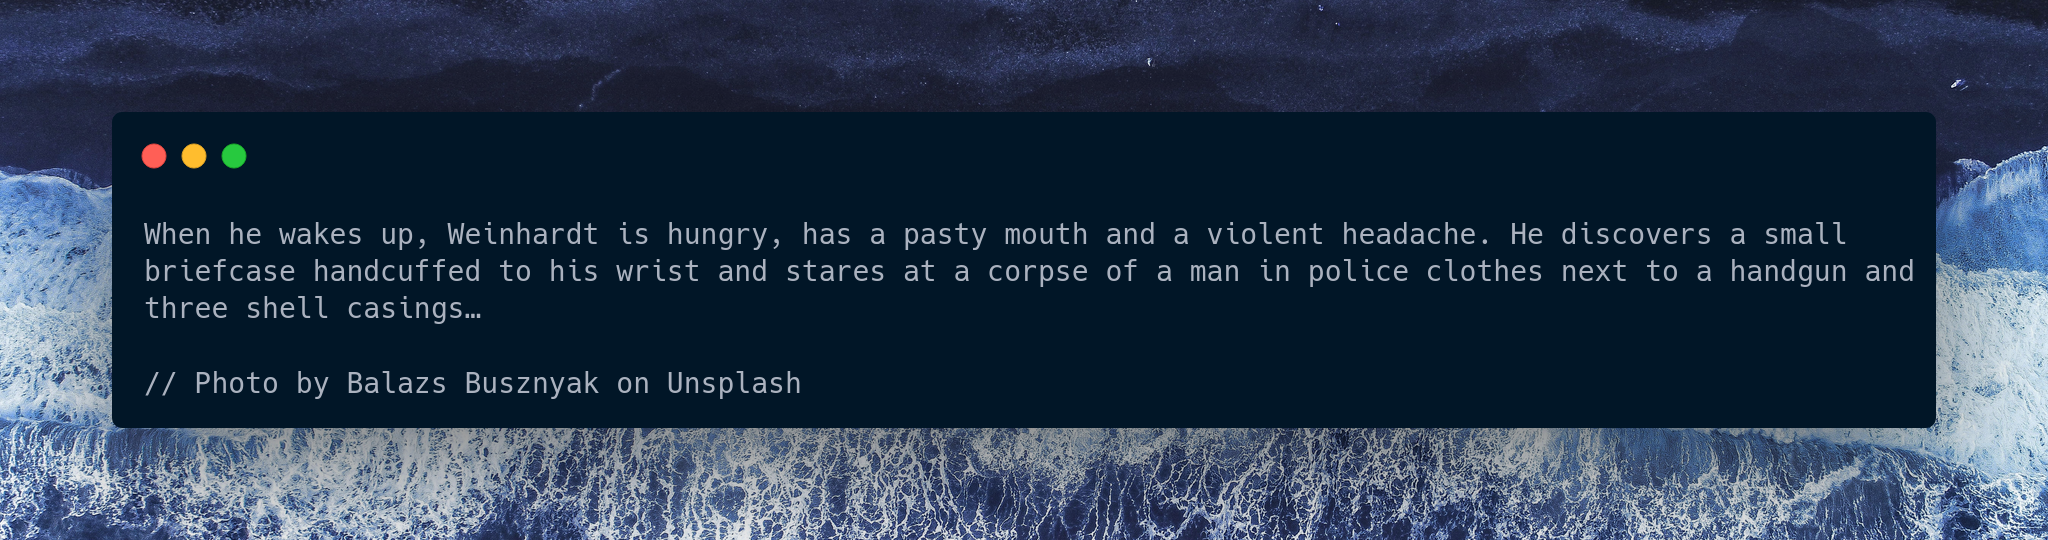 When he wakes up, Weinhardt is hungry, has a pasty mouth and a violent headache. He discovers a small
briefcase handcuffed to his wrist and stares at a corpse of a man in police clothes next to a handgun and
three shell casings…
// Photo by Balazs Busznyak on Unsplash